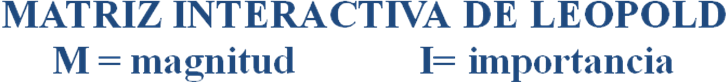 MATRIZ INTERACTIVA DE LEOPOLD
M = magnitud I= importancia